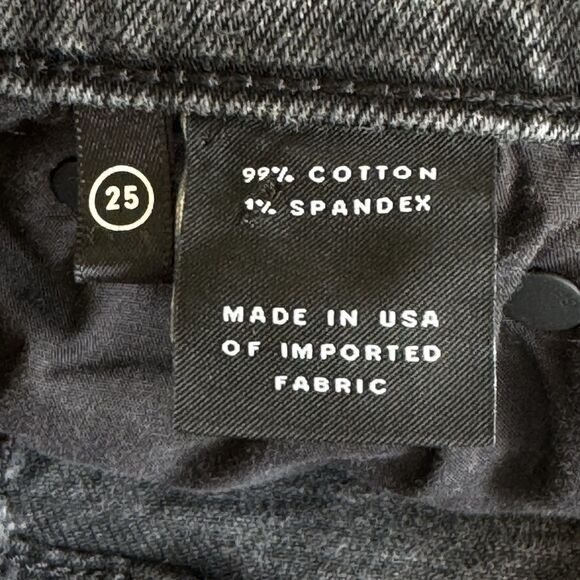 25
99% COTTON
1% SPANDEX
MADE IN USA
OF IMPORTED
FABRIC